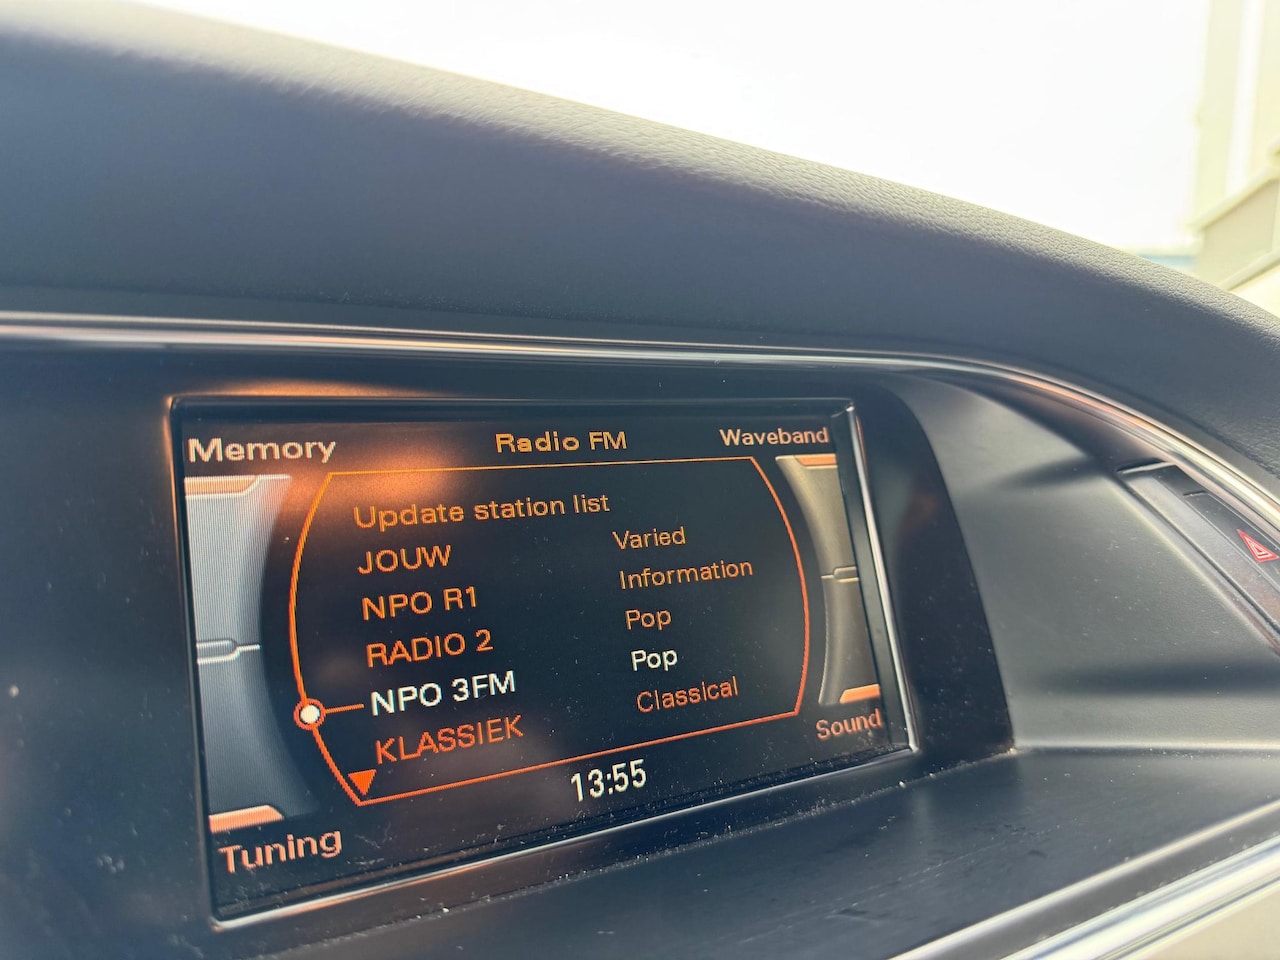 Memory Radio FM Waveband
Update station list
JOUW Varied
NPO R1 Information
RADIO 2 Pop
NPO 3FM Pop
KLASSIEK Classical
Sound
13:55
Tuning